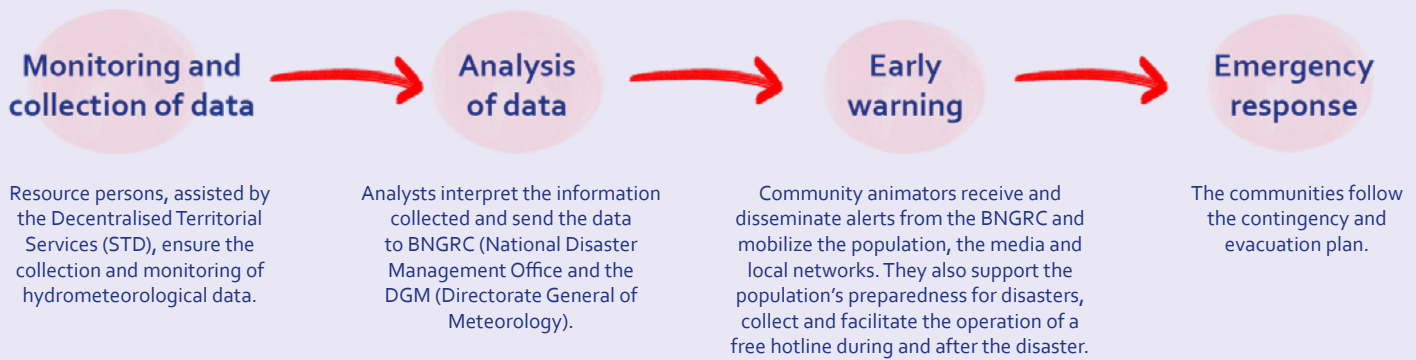 Monitoring and
collection of data
Resource persons, assisted by
the Decentralised Territorial
Services (STD), ensure the
collection and monitoring of
hydrometeorological data.
Analysis
of data
Analysts interpret the information
collected and send the data
to BNGRC (National Disaster
Management Office and the
DGM (Directorate General of
Meteorology).
Early
warning
Community animators receive and
disseminate alerts from the BNGRC and
mobilize the population, the media and
local networks. They also support the
population’s preparedness for disasters,
collect and facilitate the operation of a
free hotline during and after the disaster.
Emergency
response
The communities follow
the contingency and
evacuation plan.